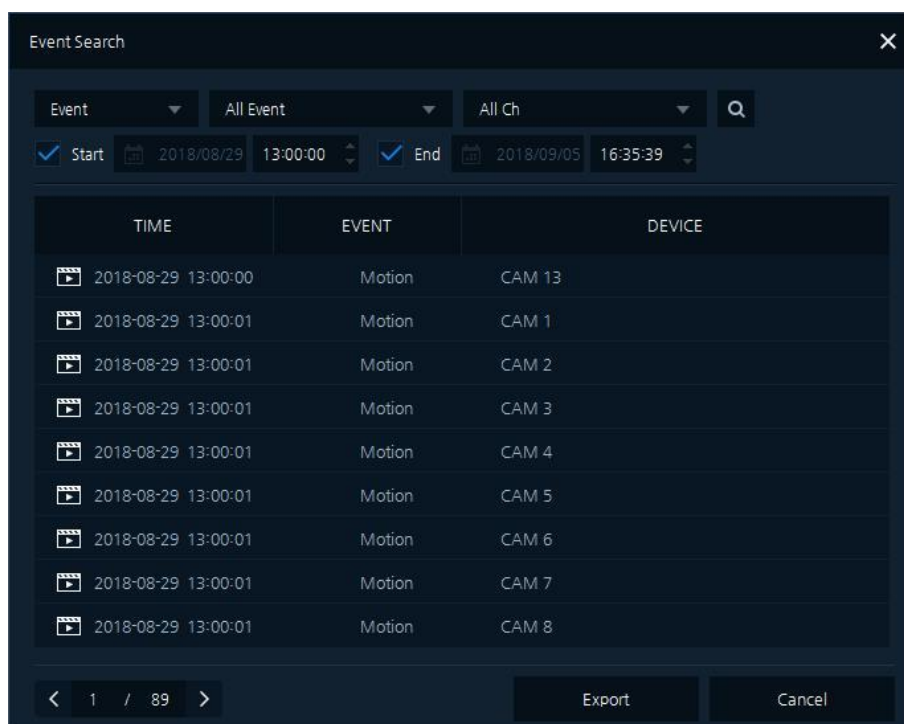 Event Search
Event All Event All Ch
Start 2018/08/29 13:00:00 End 2018/09/05 16:35:39
TIME EVENT DEVICE
2018-08-29 13:00:00 Motion CAM 13
2018-08-29 13:00:01 Motion CAM 1
2018-08-29 13:00:01 Motion CAM 2
2018-08-29 13:00:01 Motion CAM 3
2018-08-29 13:00:01 Motion CAM 4
2018-08-29 13:00:01 Motion CAM 5
2018-08-29 13:00:01 Motion CAM 6
2018-08-29 13:00:01 Motion CAM 7
2018-08-29 13:00:01 Motion CAM 8
1 / 89 Export Cancel